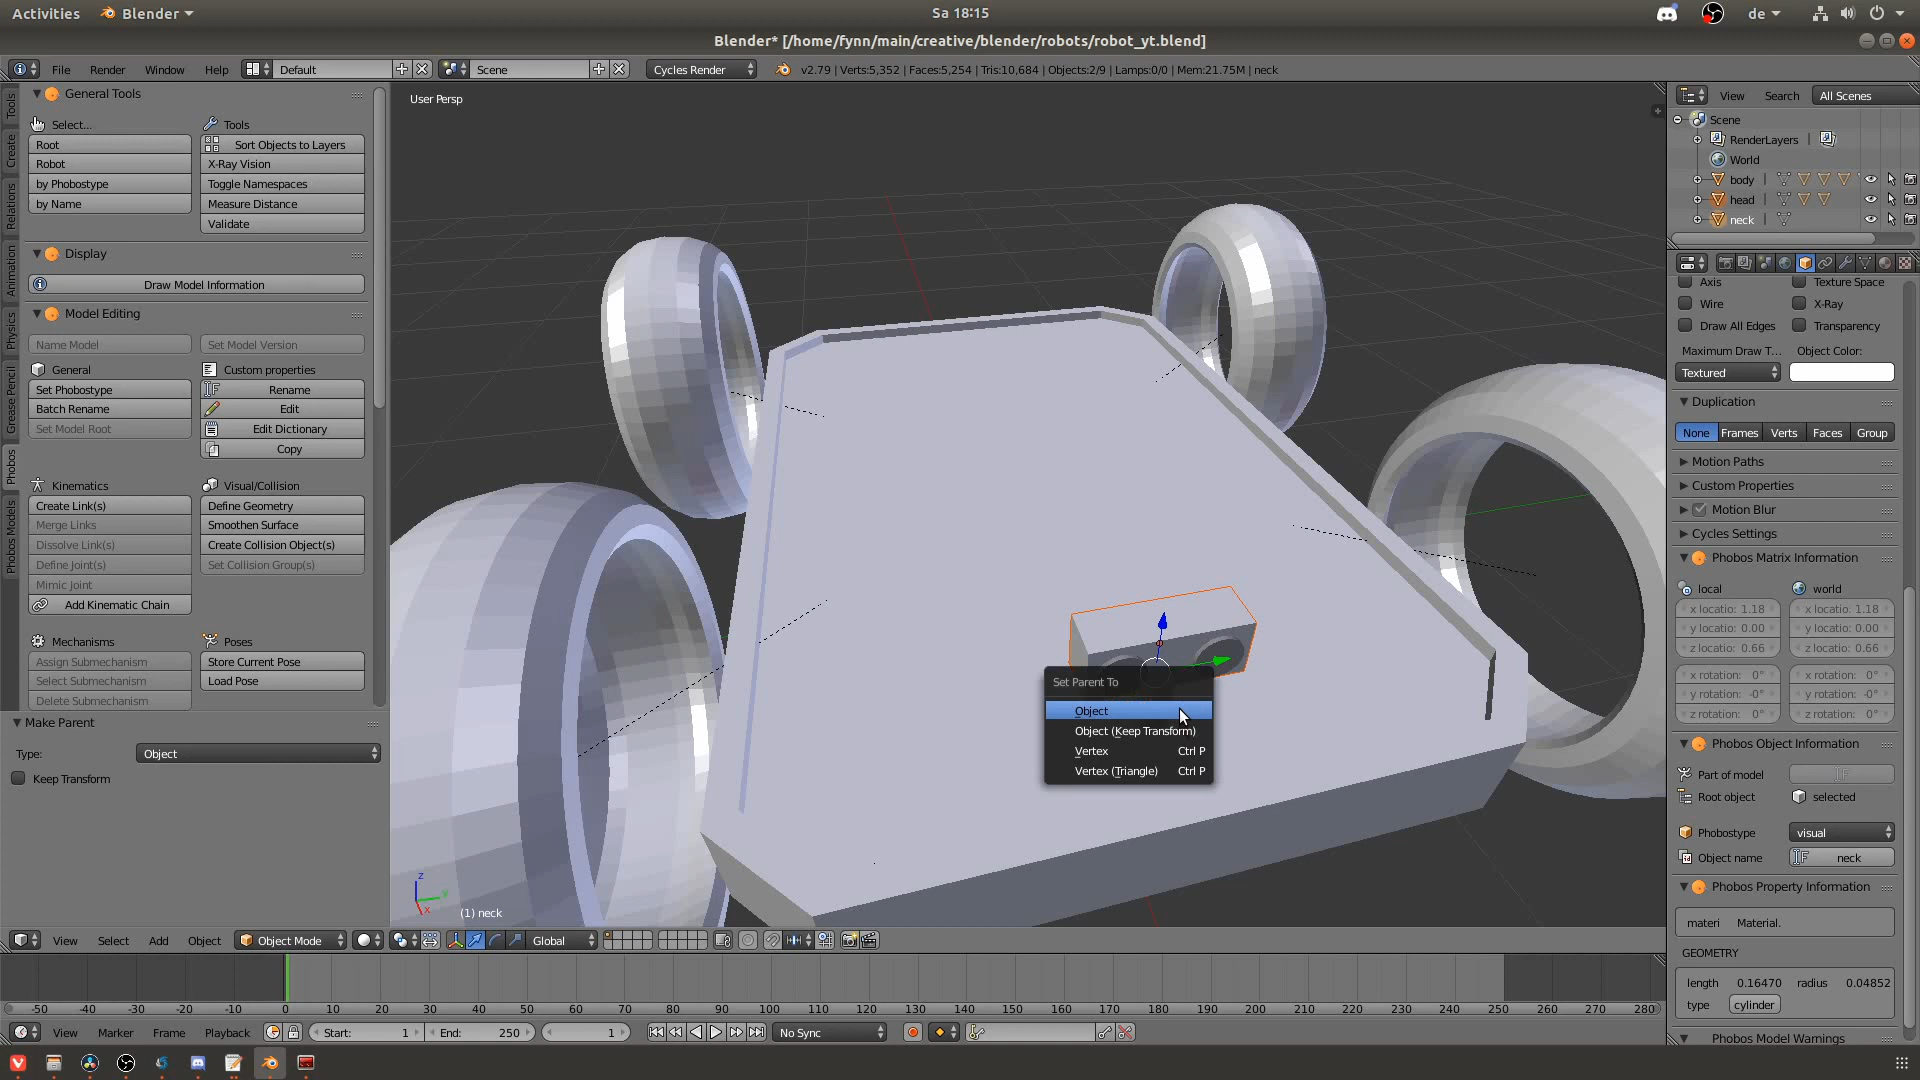 Activities Blender Sa 18:15 de
Blender* [/home/fynn/main/creative/blender/robots/robot_yt.blend]
File Render Window Help Default Scene Cycles Render v2.79 | Verts:5,352 | Faces:5,254 | Tris:10,684 | Objects:2/9 | Lamps:0/0 | Mem:21.75M | neck
Tools
Create
Relations
Animation
Physics
Grease Pencil
Phobos
Phobos Models
General Tools
Select... Tools
Root Sort Objects to Layers
Robot X-Ray Vision
by Phobostype Toggle Namespaces
by Name Measure Distance
Validate
Display
Draw Model Information
Model Editing
Name Model Set Model Version
General Custom properties
Set Phobostype Rename
Batch Rename Edit
Set Model Root Edit Dictionary
Copy
Kinematics Visual/Collision
Create Link(s) Define Geometry
Merge Links Smoothen Surface
Dissolve Link(s) Create Collision Object(s)
Define Joint(s) Set Collision Group(s)
Mimic Joint
Add Kinematic Chain
Mechanisms Poses
Assign Submechanism Store Current Pose
Select Submechanism Load Pose
Delete Submechanism
Make Parent
Type: Object
Keep Transform
User Persp
Set Parent To
Object
Object (Keep Transform)
Vertex Ctrl P
Vertex (Triangle) Ctrl P
z
y
x
(1) neck
View Search All Scenes
Scene
RenderLayers |
World
body |
head |
neck |
Axis Texture Space
Wire X-Ray
Draw All Edges Transparency
Maximum Draw T... Object Color:
Textured
Duplication
None Frames Verts Faces Group
Motion Paths
Custom Properties
Motion Blur
Cycles Settings
Phobos Matrix Information
local world
x locatio: 1.18 x locatio: 1.18
y locatio: 0.00 y locatio: 0.00
z locatio: 0.66 z locatio: 0.66
x rotation: 0° x rotation: 0°
y rotation: -0° y rotation: -0°
z rotation: 0° z rotation: 0°
Phobos Object Information
Part of model
Root object selected
Phobostype visual
Object name neck
Phobos Property Information
materi Material.
GEOMETRY
length 0.16470 radius 0.04852
type cylinder
Phobos Model Warnings
View Select Add Object Object Mode Global
-50 -40 -30 -20 -10 0 10 20 30 40 50 60 70 80 90 100 110 120 130 140 150 160 170 180 190 200 210 220 230 240 250 260 270 280
View Marker Frame Playback Start: 1 End: 250 1 No Sync